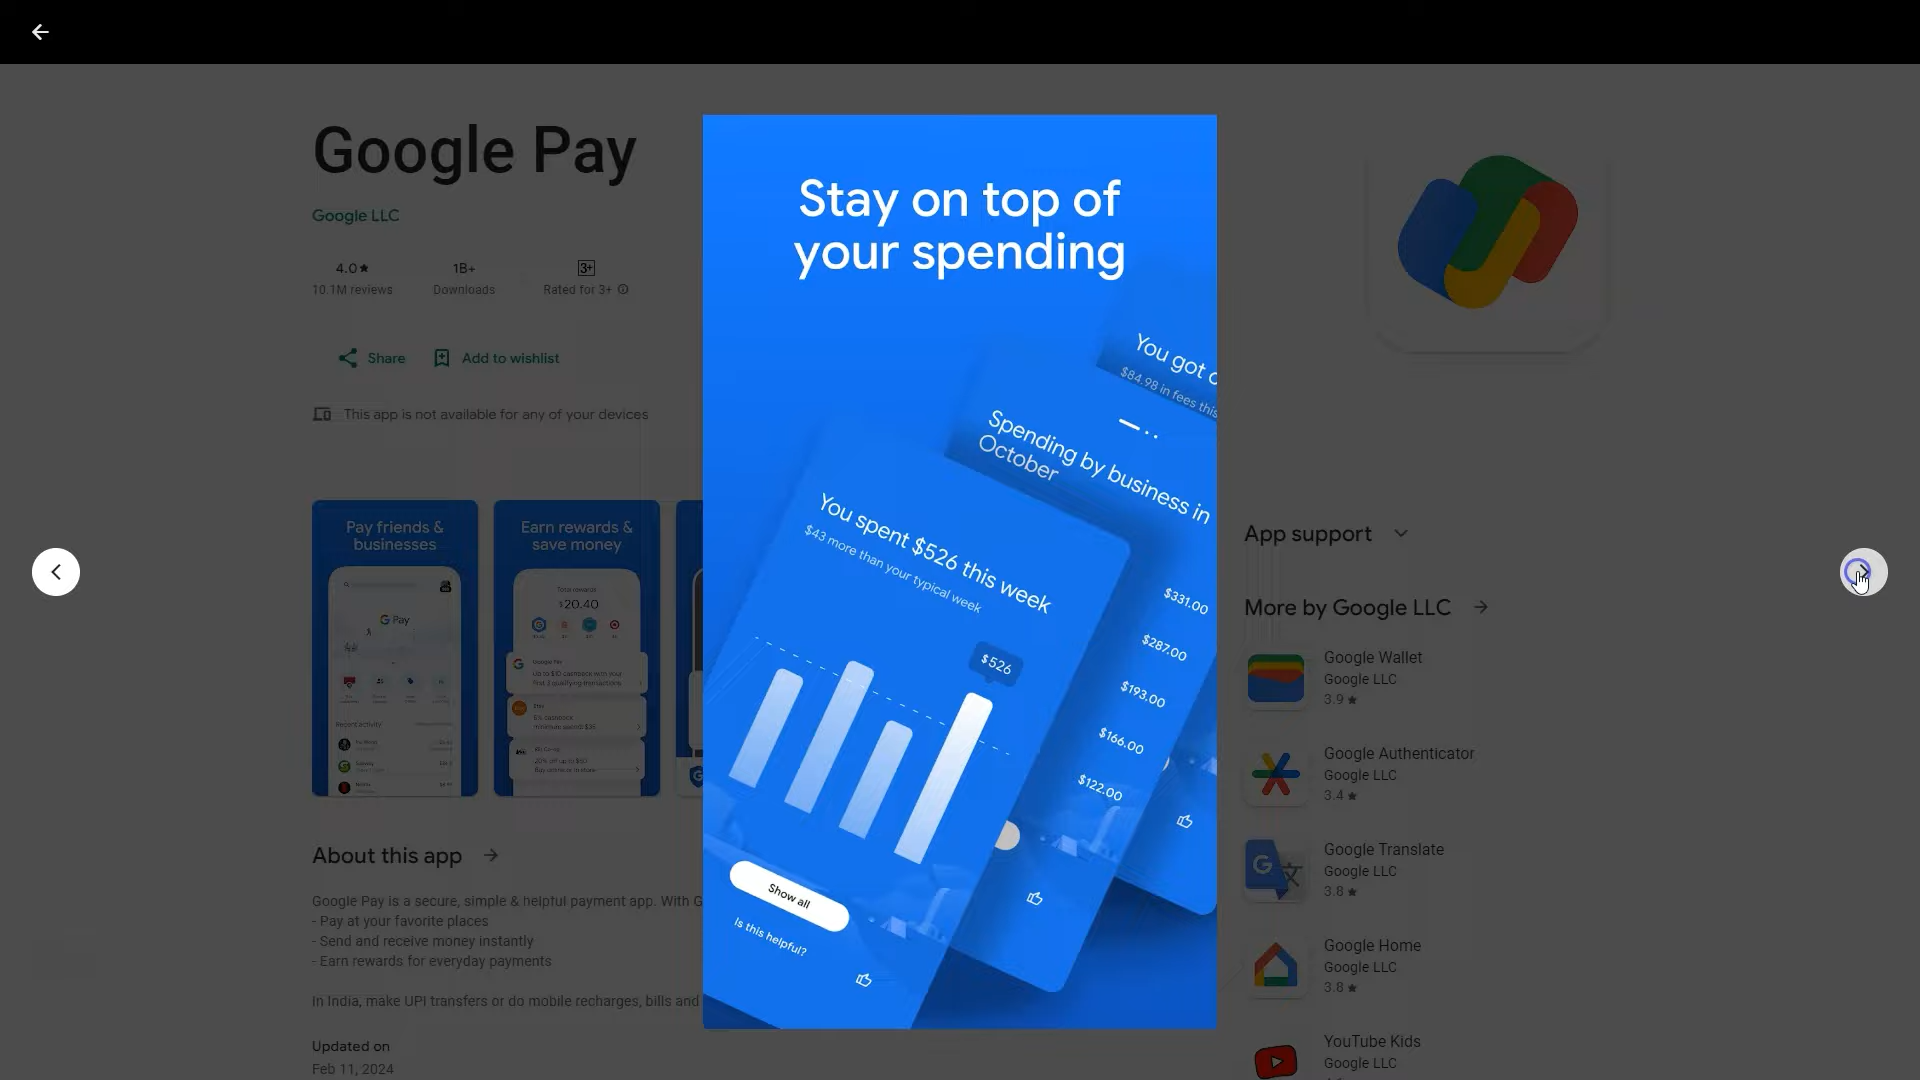 Google Pay
Google LLC
4.0★
10.1M reviews
1B+
Downloads
3+
Rated for 3+
Share
Add to wishlist
This app is not available for any of your devices
Pay friends &
businesses
G Pay
Recent activity
Earn rewards &
save money
Total rewards
$20.40
About this app
Google Pay is a secure, simple & helpful payment app. With G
- Pay at your favorite places
- Send and receive money instantly
- Earn rewards for everyday payments
In India, make UPI transfers or do mobile recharges, bills and
Updated on
Feb 11, 2024
Stay on top of
your spending
You got
$84.98 in fees this
Spending by business in
October
$331.00
$287.00
$193.00
$166.00
$122.00
You spent $526 this week
$43 more than your typical week
$526
Show all
Is this helpful?
App support
More by Google LLC
Google Wallet
Google LLC
3.9★
Google Authenticator
Google LLC
3.4★
Google Translate
Google LLC
3.8★
Google Home
Google LLC
3.8★
YouTube Kids
Google LLC